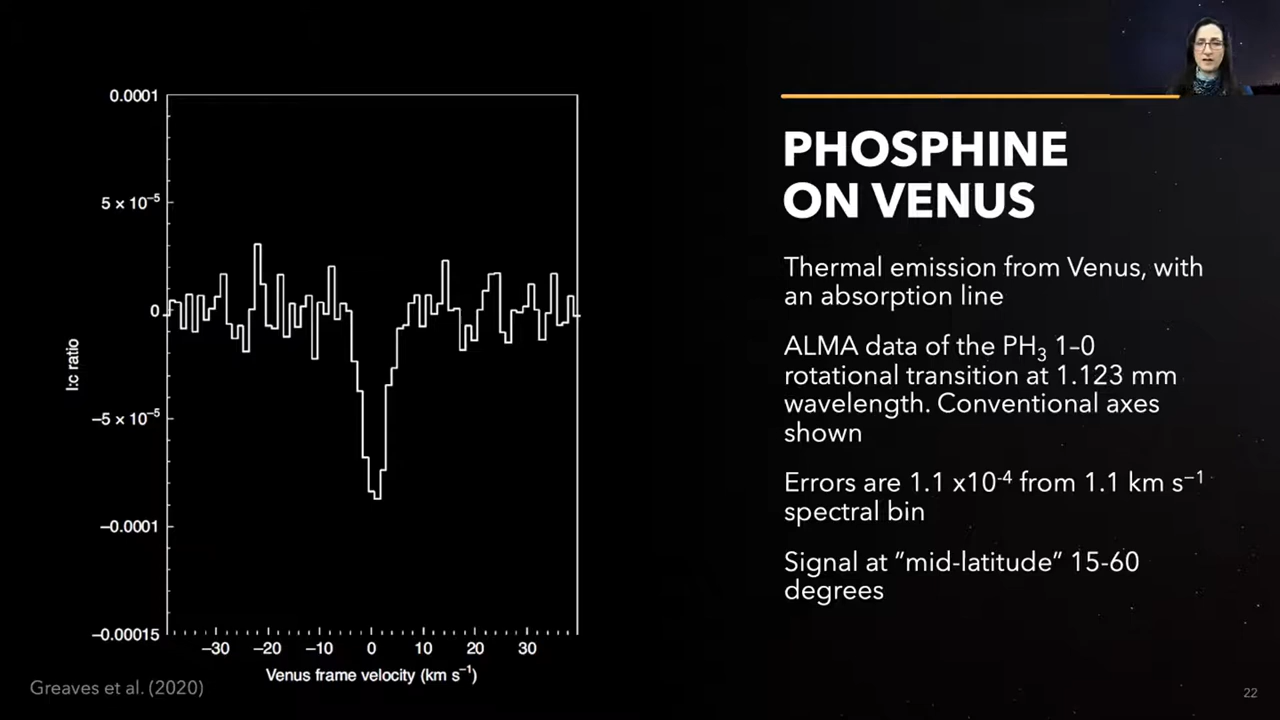 PHOSPHINE
ON VENUS
Thermal emission from Venus, with
an absorption line
ALMA data of the PH₃ 1–0
rotational transition at 1.123 mm
wavelength. Conventional axes
shown
Errors are 1.1 x10⁻⁴ from 1.1 km s⁻¹
spectral bin
Signal at “mid-latitude” 15-60
degrees
0.0001
5 × 10⁻⁵
0
−5 × 10⁻⁵
−0.0001
−0.00015
l:c ratio
−30 −20 −10 0 10 20 30
Venus frame velocity (km s⁻¹)
Greaves et al. (2020)
22